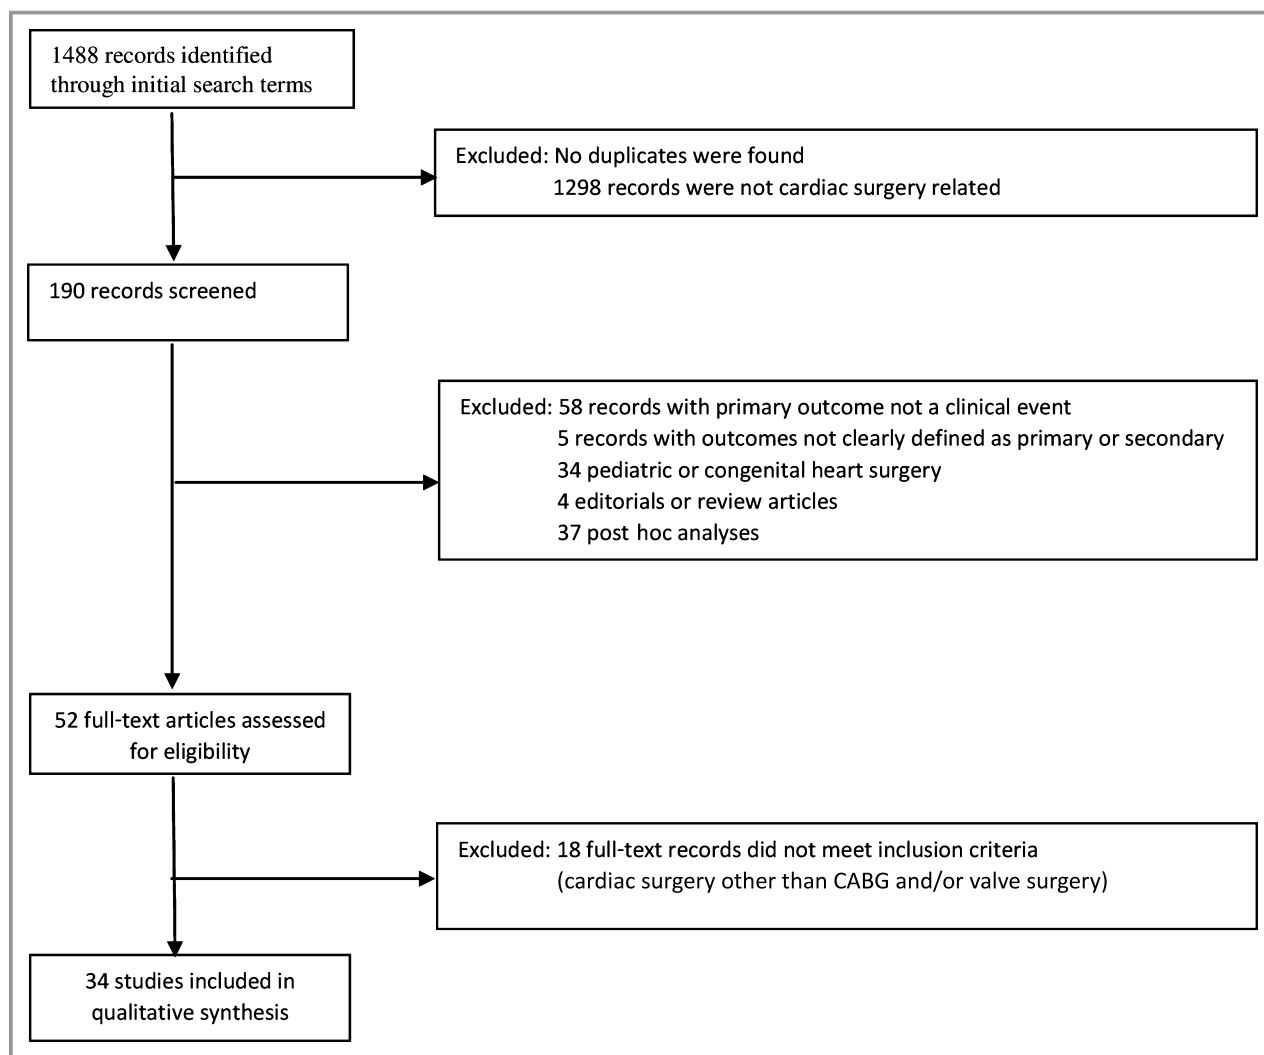 1488 records identified
through initial search terms
Excluded: No duplicates were found
1298 records were not cardiac surgery related
190 records screened
Excluded: 58 records with primary outcome not a clinical event
5 records with outcomes not clearly defined as primary or secondary
34 pediatric or congenital heart surgery
4 editorials or review articles
37 post hoc analyses
52 full-text articles assessed
for eligibility
Excluded: 18 full-text records did not meet inclusion criteria
(cardiac surgery other than CABG and/or valve surgery)
34 studies included in
qualitative synthesis